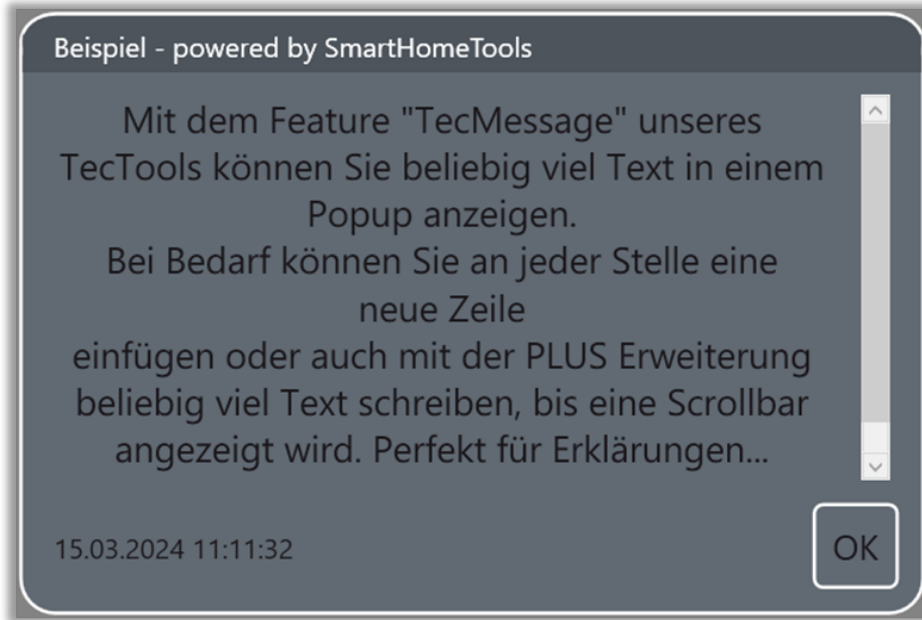 Beispiel - powered by SmartHomeTools
Mit dem Feature "TecMessage" unseres
TecTools können Sie beliebig viel Text in einem
Popup anzeigen.
Bei Bedarf können Sie an jeder Stelle eine
neue Zeile
einfügen oder auch mit der PLUS Erweiterung
beliebig viel Text schreiben, bis eine Scrollbar
angezeigt wird. Perfekt für Erklärungen...
15.03.2024 11:11:32
OK